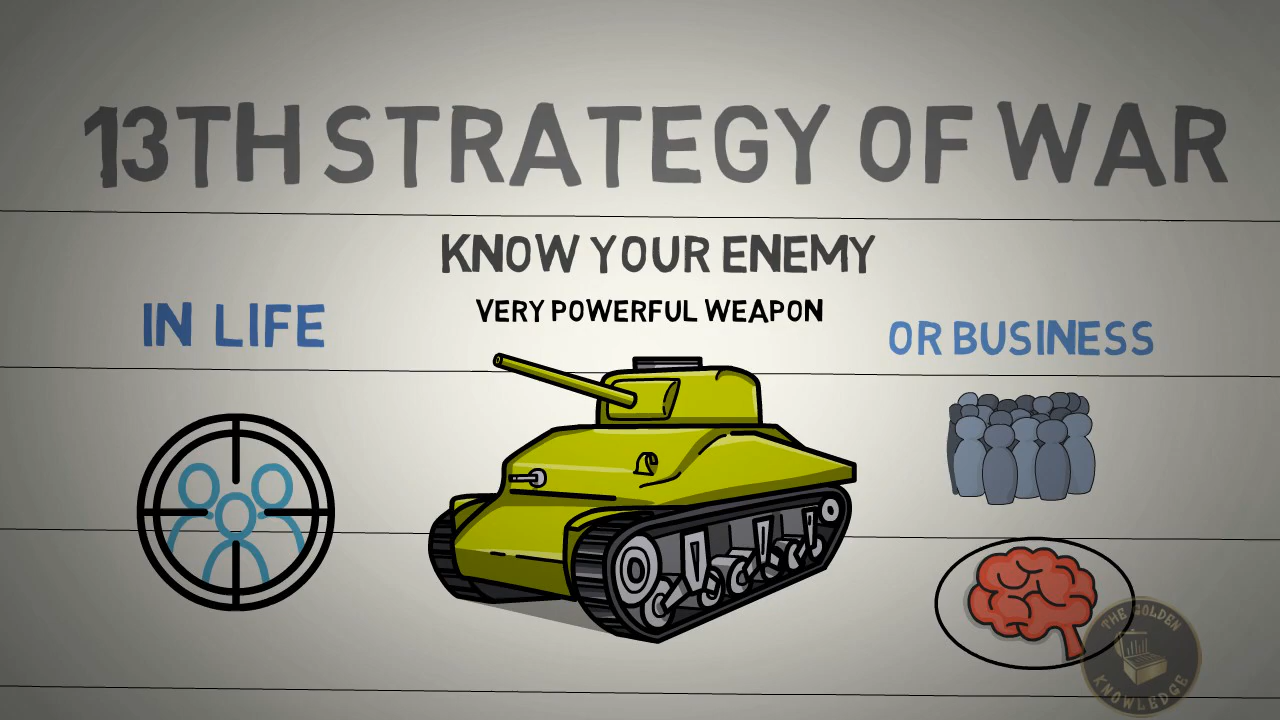 13TH STRATEGY OF WAR
KNOW YOUR ENEMY
VERY POWERFUL WEAPON
IN LIFE
OR BUSINESS
THE GOLDEN
KNOWLEDGE